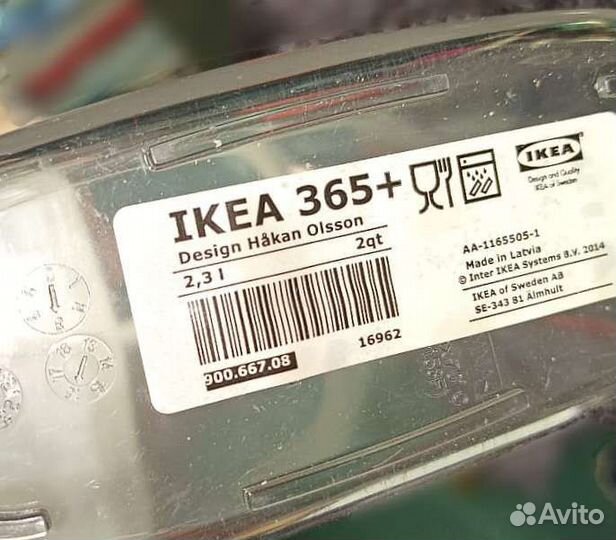 IKEA 365+
Design Håkan Olsson
2,3 l 2qt
900.667.08 16962
IKEA
Design and Quality
IKEA of Sweden
AA-1165505-1
Made in Latvia
© Inter IKEA Systems B.V. 2014
IKEA of Sweden AB
SE-343 81 Älmhult
Avito